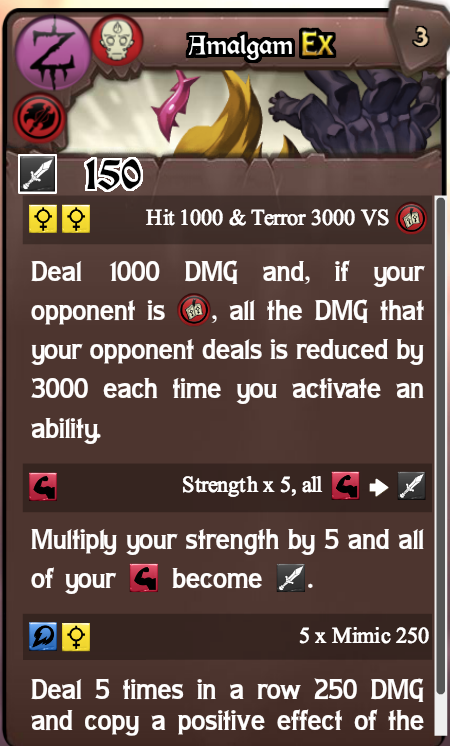 Amalgam Ex
3
150
Hit 1000 & Terror 3000 VS
Deal 1000 DMG and, if your
opponent is , all the DMG that
your opponent deals is reduced by
3000 each time you activate an
ability.
Strength x 5, all
Multiply your strength by 5 and all
of your become .
5 x Mimic 250
Deal 5 times in a row 250 DMG
and copy a positive effect of the